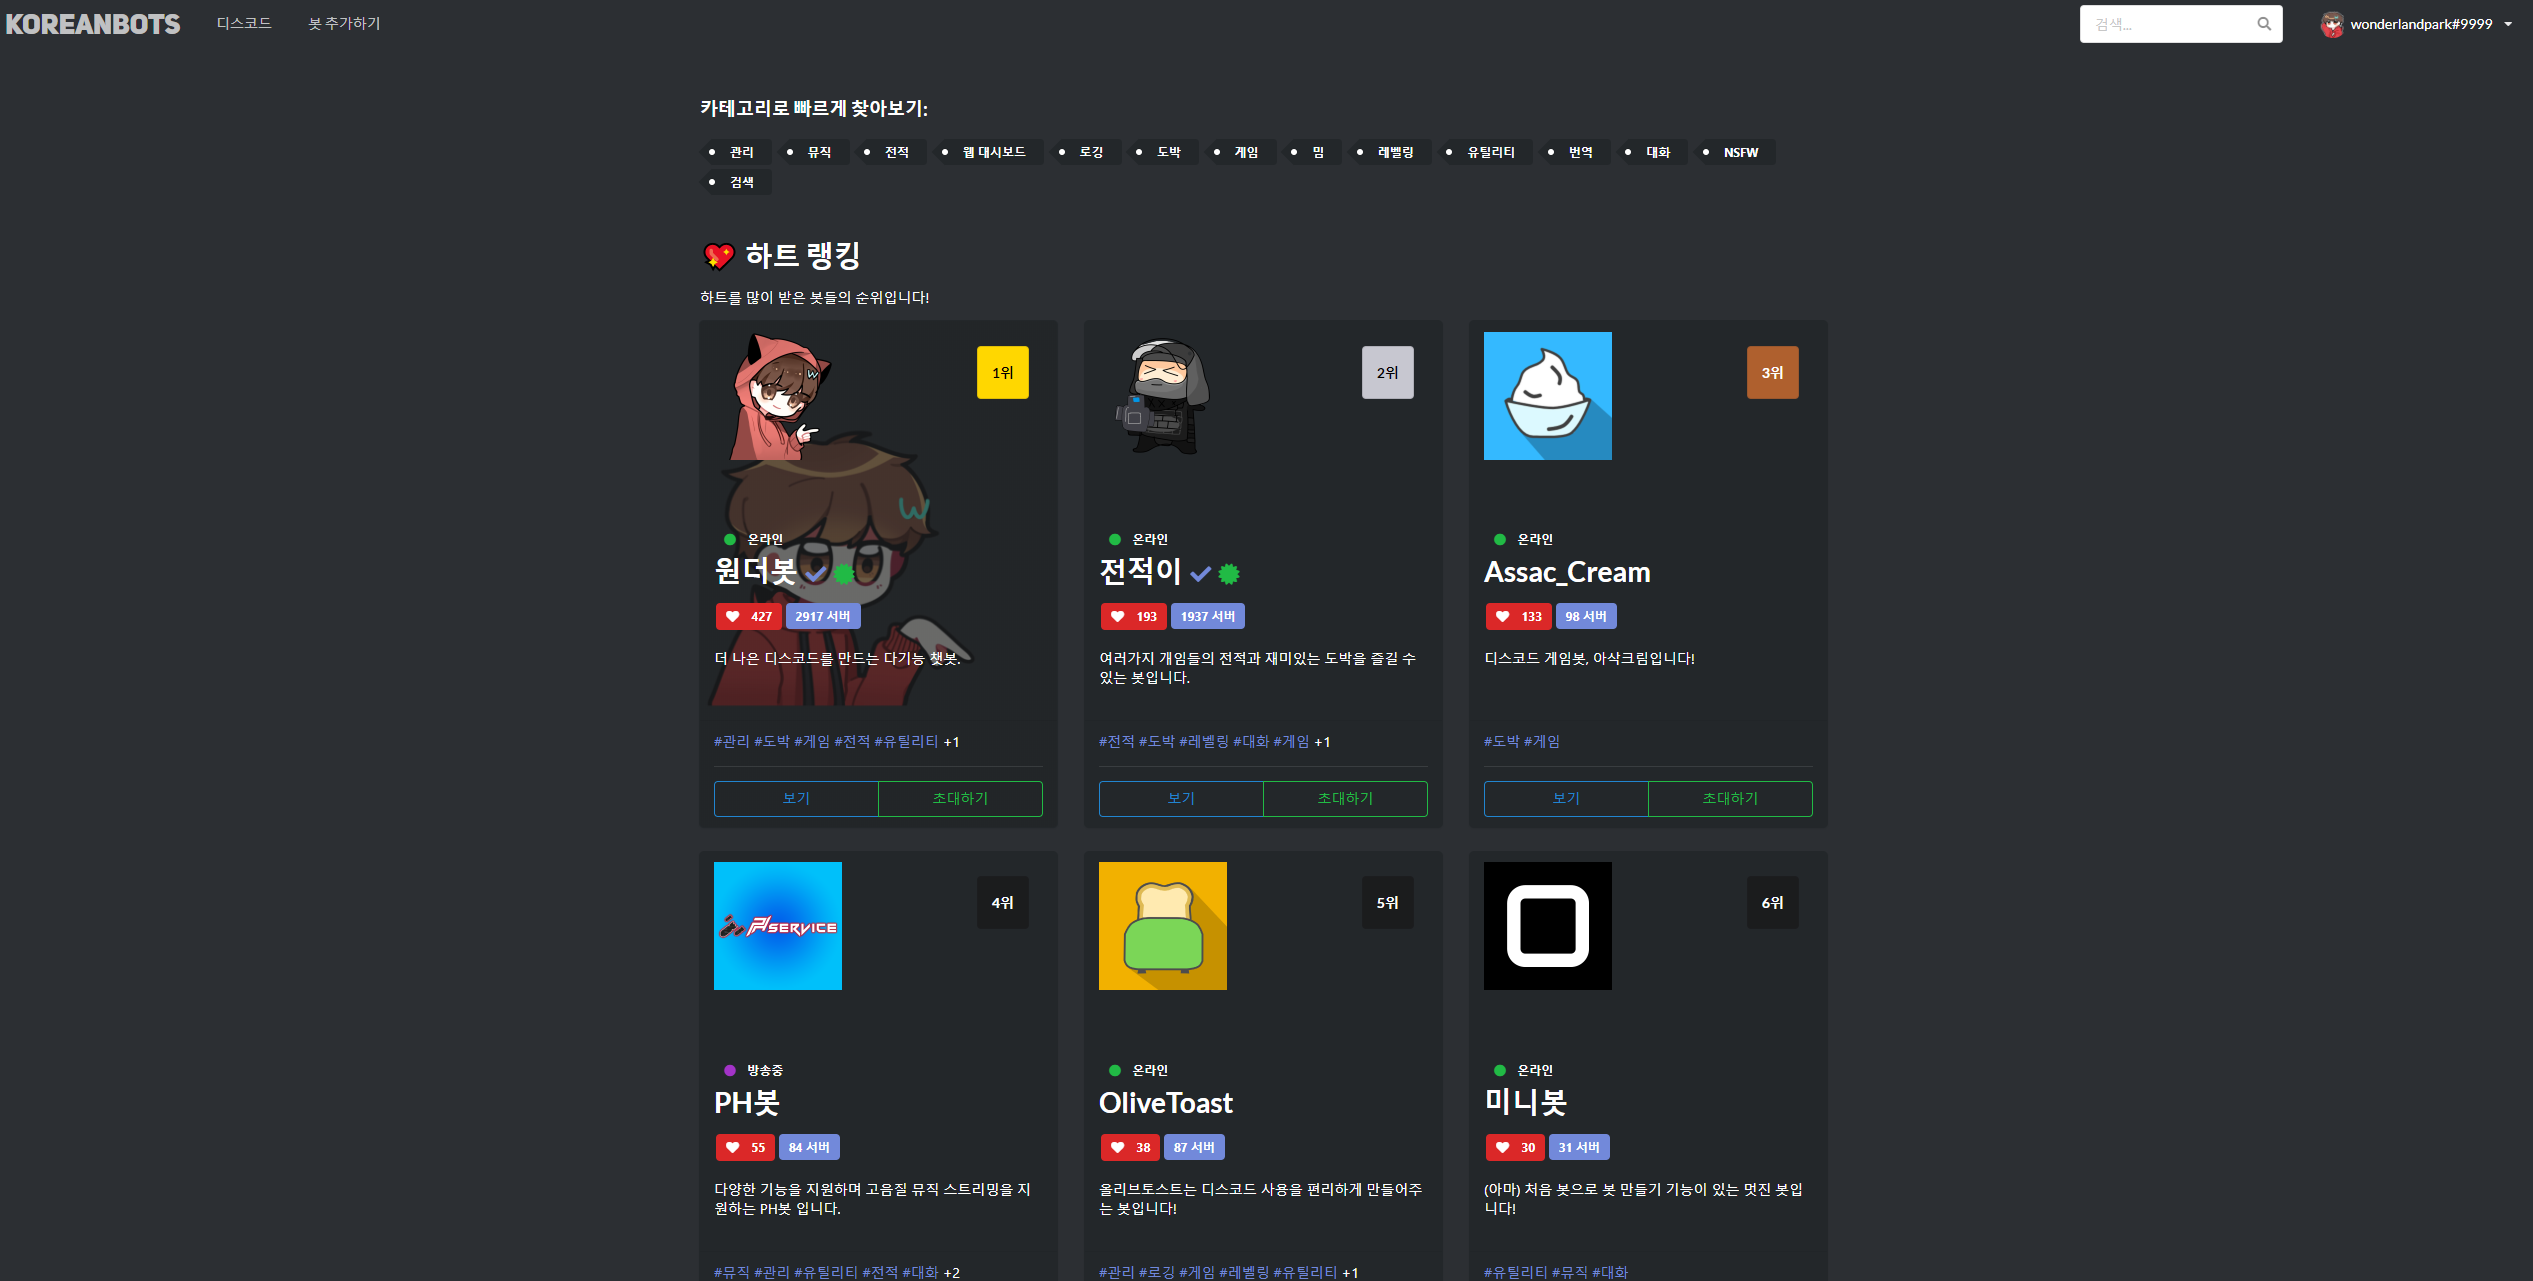 KOREANBOTS 디스코드 봇 추가하기 검색... wonderlandpark#9999
카테고리로 빠르게 찾아보기:
관리 뮤직 전적 웹 대시보드 로깅 도박 게임 밈 레벨링 유틸리티 번역 대화 NSFW
검색
하트 랭킹
하트를 많이 받은 봇들의 순위입니다!
W
1위
W
온라인
원더봇
427 2917 서버
더 나은 디스코드를 만드는 다기능 챗봇.
#관리 #도박 #게임 #전적 #유틸리티 +1
보기 초대하기
2위
온라인
전적이
193 1937 서버
여러가지 게임들의 전적과 재미있는 도박을 즐길 수
있는 봇입니다.
#전적 #도박 #레벨링 #대화 #게임 +1
보기 초대하기
3위
온라인
Assac_Cream
133 98 서버
디스코드 게임봇, 아삭크림입니다!
#도박 #게임
보기 초대하기
PHSERVICE
4위
방송중
PH봇
55 84 서버
다양한 기능을 지원하며 고음질 뮤직 스트리밍을 지
원하는 PH봇 입니다.
#뮤직 #관리 #유틸리티 #전적 #대화 +2
5위
온라인
OliveToast
38 87 서버
올리브토스트는 디스코드 사용을 편리하게 만들어주
는 봇입니다!
#관리 #로깅 #게임 #레벨링 #유틸리티 +1
6위
온라인
미니봇
30 31 서버
(아마) 처음 봇으로 봇 만들기 기능이 있는 멋진 봇입
니다!
#유틸리티 #뮤직 #대화